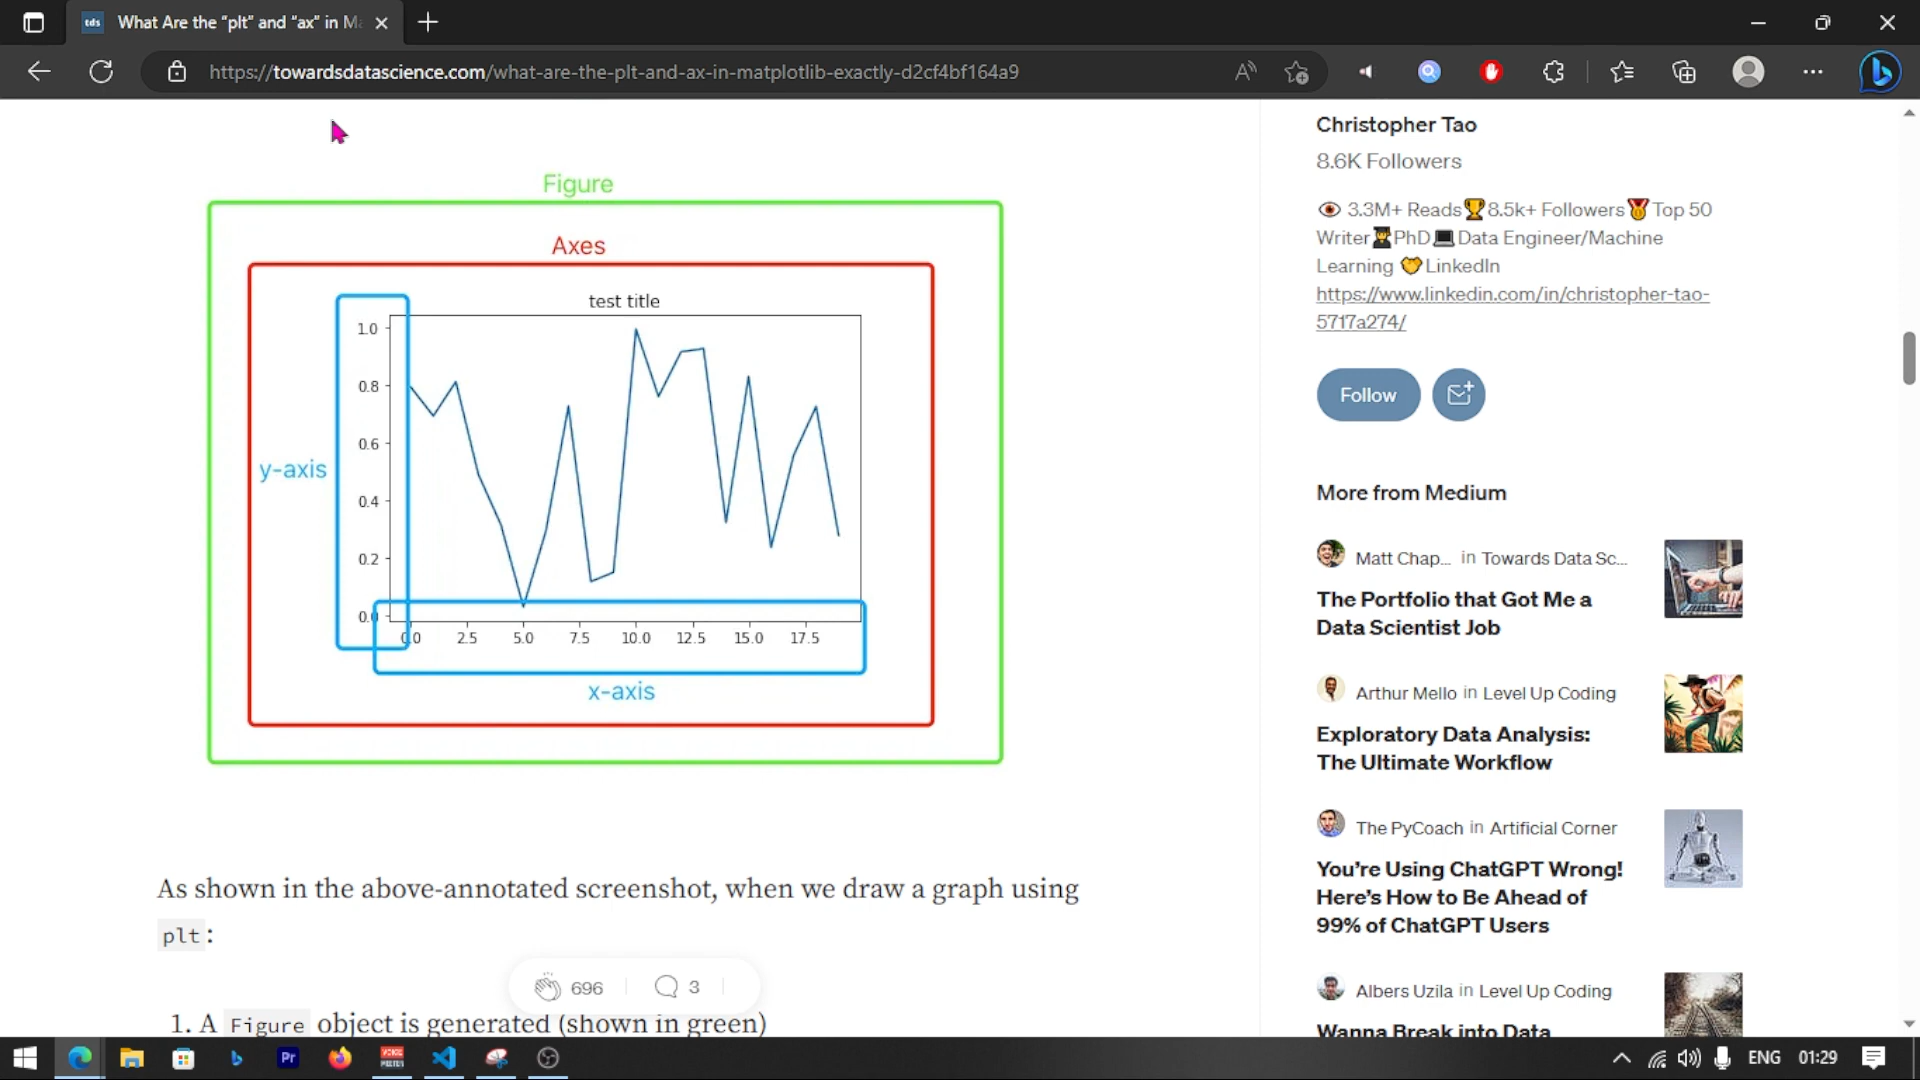 tds What Are the “plt” and “ax” in Ma
https://towardsdatascience.com/what-are-the-plt-and-ax-in-matplotlib-exactly-d2cf4bf164a9
Figure
Axes
test title
1.0
0.8
0.6
0.4
0.2
0.0
y-axis
0.0 2.5 5.0 7.5 10.0 12.5 15.0 17.5
x-axis
As shown in the above-annotated screenshot, when we draw a graph using
plt:
696 3
1. A Figure object is generated (shown in green)
Christopher Tao
8.6K Followers
3.3M+ Reads 8.5k+ Followers Top 50
Writer PhD Data Engineer/Machine
Learning LinkedIn
https://www.linkedin.com/in/christopher-tao-
5717a274/
Follow
More from Medium
Matt Chap... in Towards Data Sc...
The Portfolio that Got Me a
Data Scientist Job
Arthur Mello in Level Up Coding
Exploratory Data Analysis:
The Ultimate Workflow
The PyCoach in Artificial Corner
You’re Using ChatGPT Wrong!
Here’s How to Be Ahead of
99% of ChatGPT Users
Albers Uzila in Level Up Coding
Wanna Break into Data
Pr
VOICE
MEETER
ENG 01:29